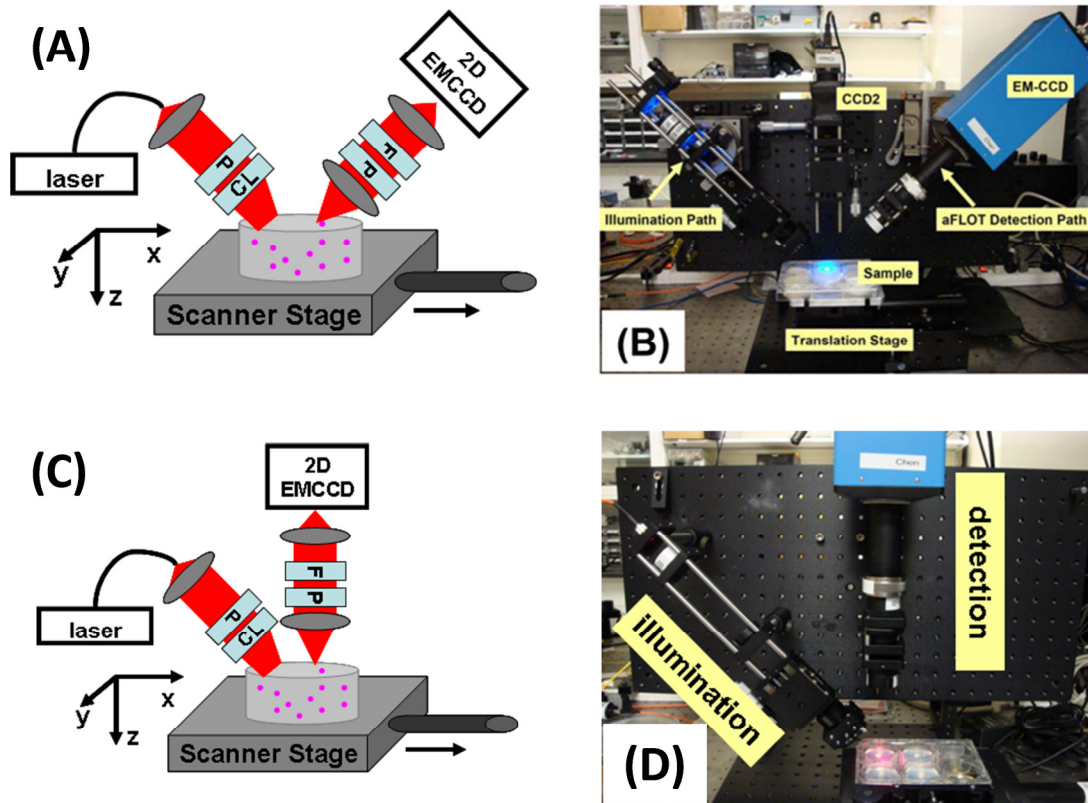 (A)
2D
EMCCD
laser
P
CL
F
P
x
y
z
Scanner Stage
CCD2
EM-CCD
Illumination Path
aFLOT Detection Path
Sample
(B)
Translation Stage
(C)
2D
EMCCD
F
P
laser
P
CL
x
y
z
Scanner Stage
Chen
detection
illumination
(D)